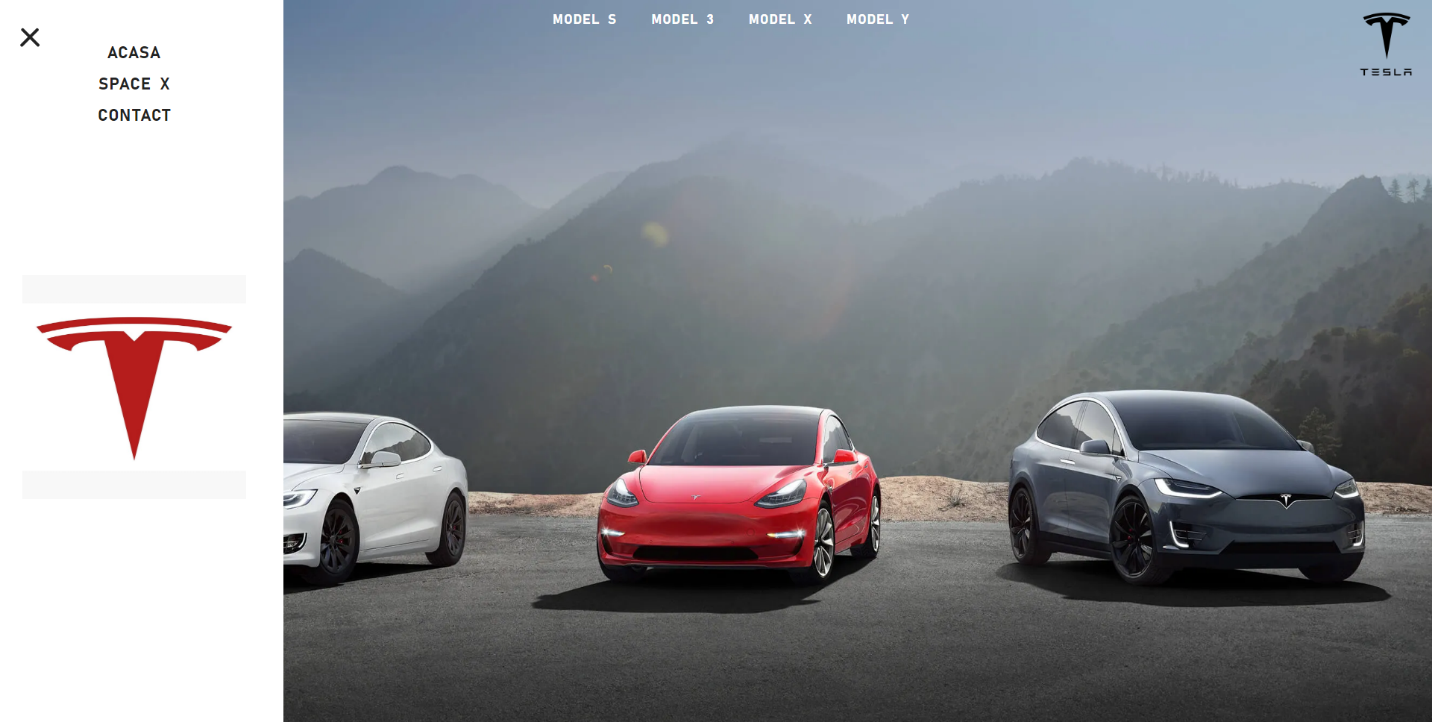 MODEL S MODEL 3 MODEL X MODEL Y
TESLA
ACASA
SPACE X
CONTACT